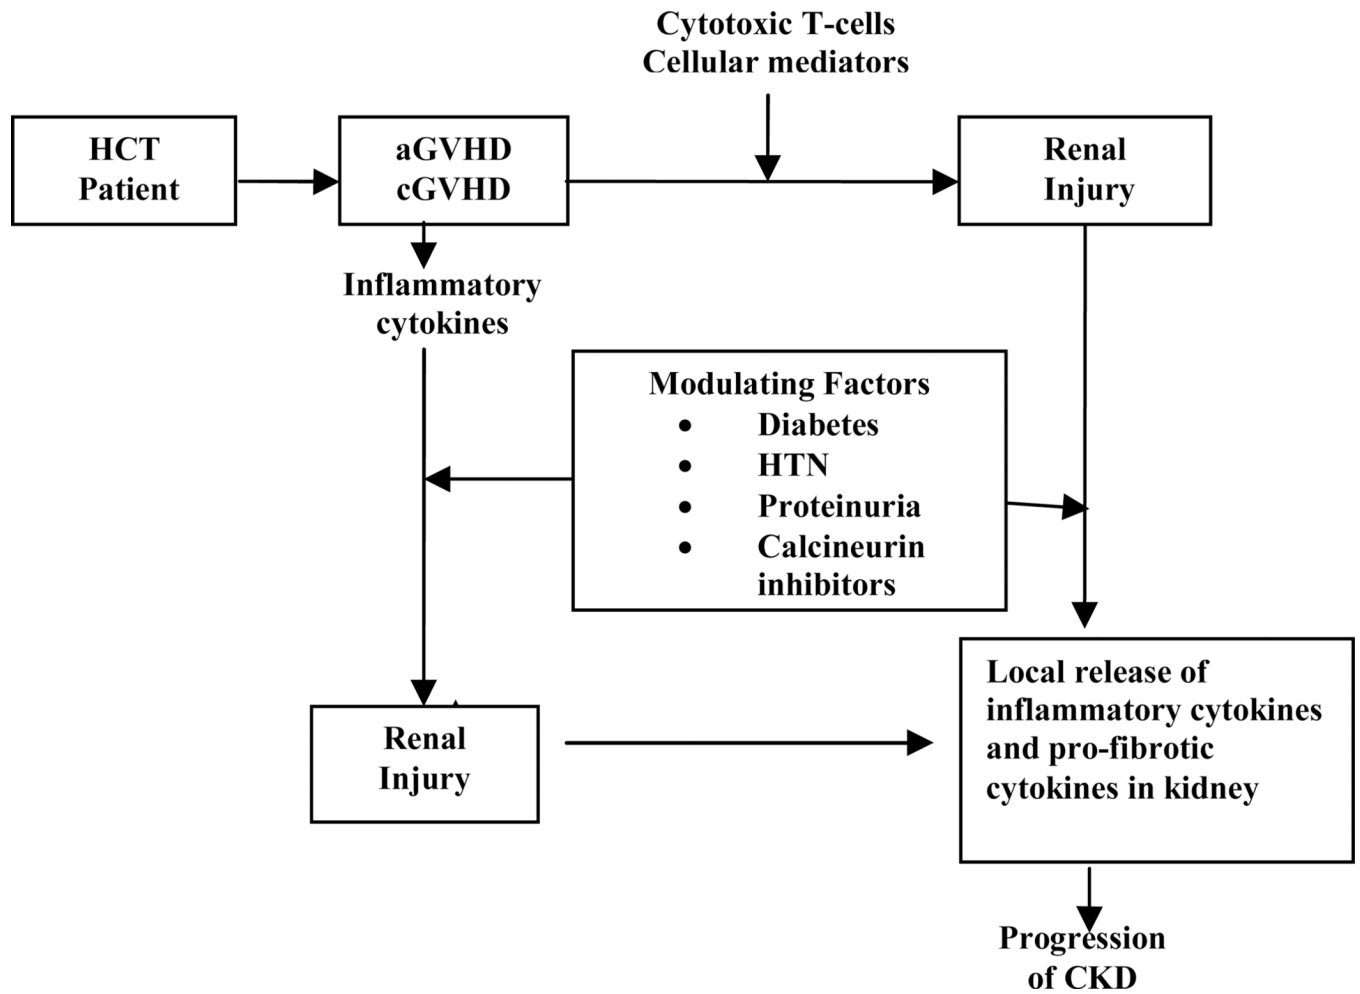 Cytotoxic T-cells
Cellular mediators
HCT
Patient
aGVHD
cGVHD
Renal
Injury
Inflammatory
cytokines
Modulating Factors
• Diabetes
• HTN
• Proteinuria
• Calcineurin
inhibitors
Renal
Injury
Local release of
inflammatory cytokines
and pro-fibrotic
cytokines in kidney
Progression
of CKD